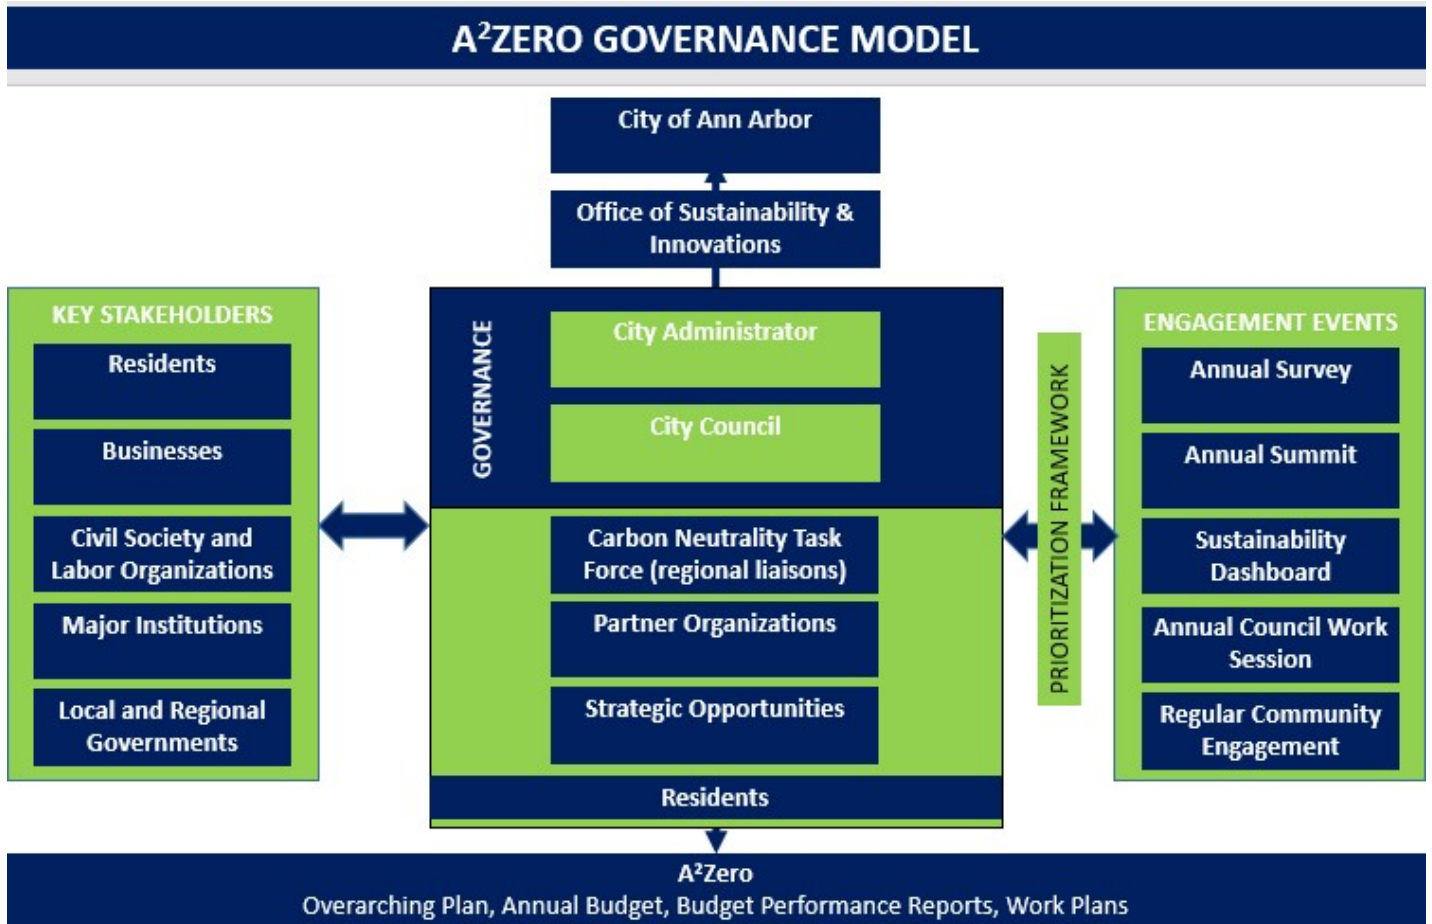 A²ZERO GOVERNANCE MODEL
City of Ann Arbor
Office of Sustainability &
Innovations
KEY STAKEHOLDERS
Residents
Businesses
Civil Society and
Labor Organizations
Major Institutions
Local and Regional
Governments
GOVERNANCE
City Administrator
City Council
Carbon Neutrality Task
Force (regional liaisons)
Partner Organizations
Strategic Opportunities
Residents
PRIORITIZATION FRAMEWORK
ENGAGEMENT EVENTS
Annual Survey
Annual Summit
Sustainability
Dashboard
Annual Council Work
Session
Regular Community
Engagement
A²Zero
Overarching Plan, Annual Budget, Budget Performance Reports, Work Plans